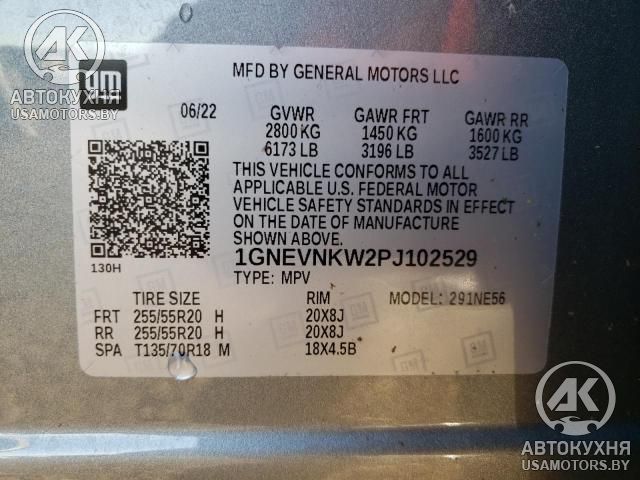 GM
MFD BY GENERAL MOTORS LLC
06/22 GVWR GAWR FRT GAWR RR
2800 KG 1450 KG 1600 KG
6173 LB 3196 LB 3527 LB
THIS VEHICLE CONFORMS TO ALL
APPLICABLE U.S. FEDERAL MOTOR
VEHICLE SAFETY STANDARDS IN EFFECT
ON THE DATE OF MANUFACTURE
SHOWN ABOVE.
130H
1GNEVNKW2PJ102529
TYPE: MPV
TIRE SIZE RIM MODEL: 291NE56
FRT 255/55R20 H 20X8J
RR 255/55R20 H 20X8J
SPA T135/70R18 M 18X4.5B
АК
АВТОКУХНЯ
USAMOTORS.BY
АК
АВТОКУХНЯ
USAMOTORS.BY